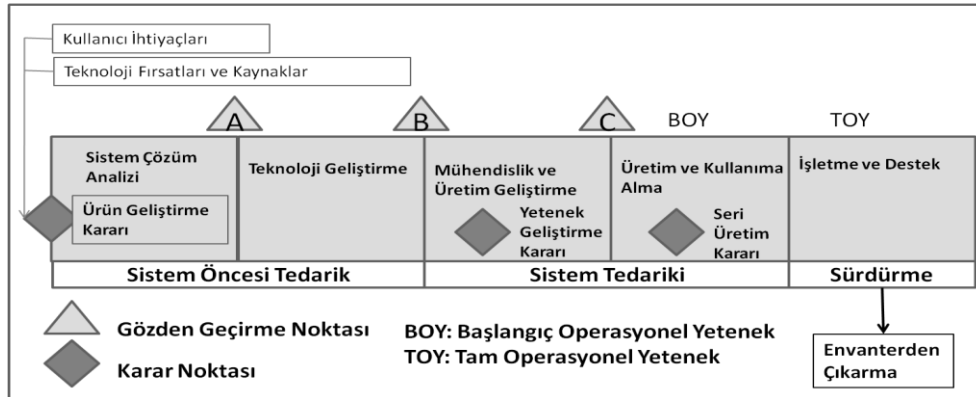 Kullanıcı İhtiyaçları
Teknoloji Fırsatları ve Kaynaklar
A
B
C
BOY
TOY
Sistem Çözüm
Analizi
Ürün Geliştirme
Kararı
Teknoloji Geliştirme
Mühendislik ve
Üretim Geliştirme
Yetenek
Geliştirme
Kararı
Üretim ve Kullanıma
Alma
Seri
Üretim
Kararı
İşletme ve Destek
Sistem Öncesi Tedarik
Sistem Tedariki
Sürdürme
Gözden Geçirme Noktası
Karar Noktası
BOY: Başlangıç Operasyonel Yetenek
TOY: Tam Operasyonel Yetenek
Envanterden
Çıkarma